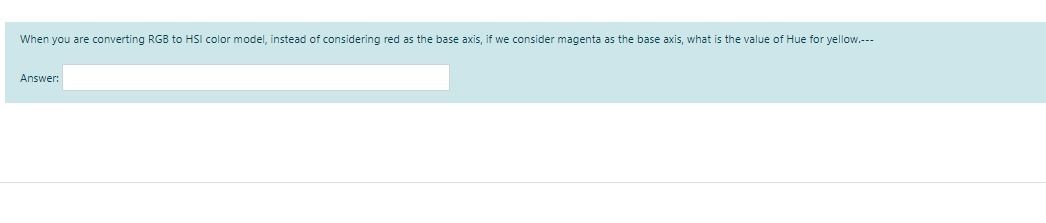 When you are converting RGB to HSI color model, instead of considering red as the base axis, if we consider magenta as the base axis, what is the value of Hue for yellow.---
Answer: